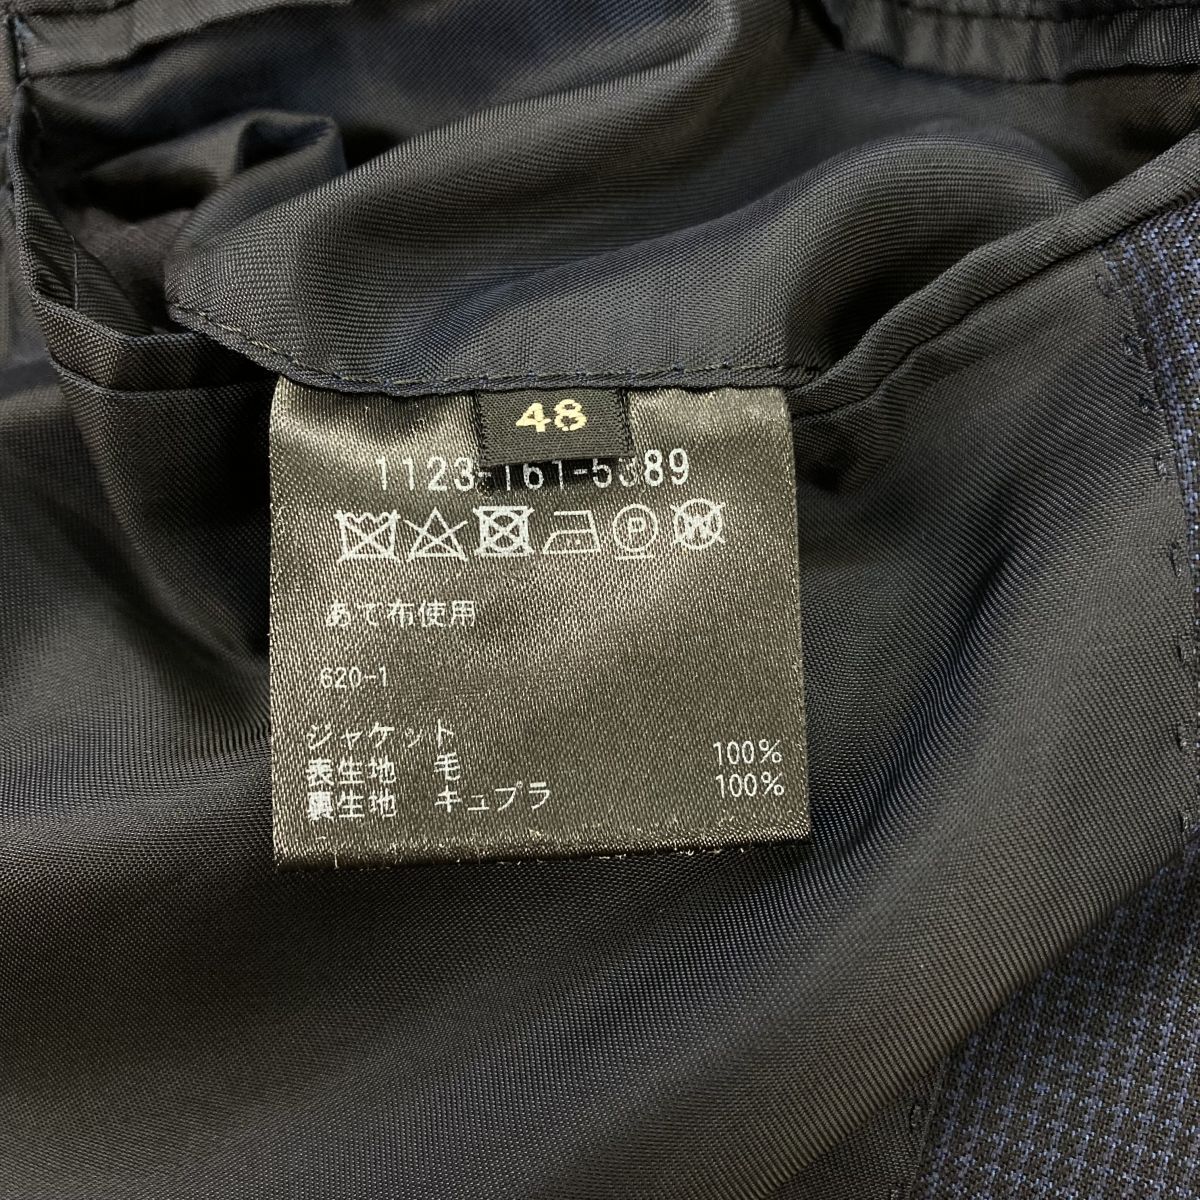 48
1123-161-5389
P W
あて布使用
620-1
ジャケット
表生地 毛 100%
裏生地 キュプラ 100%